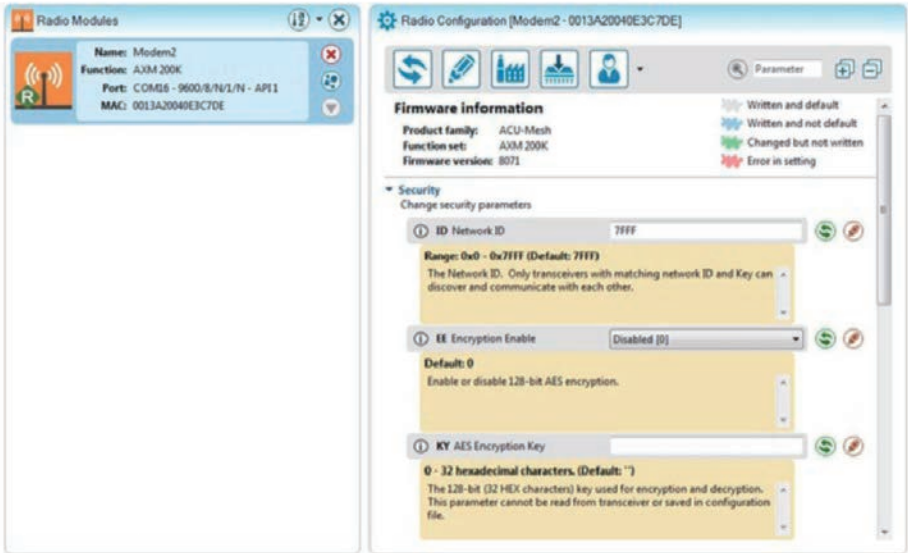 Radio Modules
Name: Modem2
Function: AXM 200K
Port: COM16 - 9600/8/N/1/N - API 1
MAC: 0013A20040E3C7DE
R
Radio Configuration [Modem2 - 0013A20040E3C7DE]
Parameter
Firmware information
Product family: ACU-Mesh
Function set: AXM 200K
Firmware version: 8071
Written and default
Written and not default
Changed but not written
Error in setting
Security
Change security parameters
ID Network ID 7FFF
Range: 0x0 - 0x7FFF (Default: 7FFF)
The Network ID. Only transceivers with matching network ID and Key can
discover and communicate with each other.
EE Encryption Enable Disabled [0]
Default: 0
Enable or disable 128-bit AES encryption.
KY AES Encryption Key
0 - 32 hexadecimal characters. (Default: '')
The 128-bit (32 HEX characters) key used for encryption and decryption.
This parameter cannot be read from transceiver or saved in configuration
file.